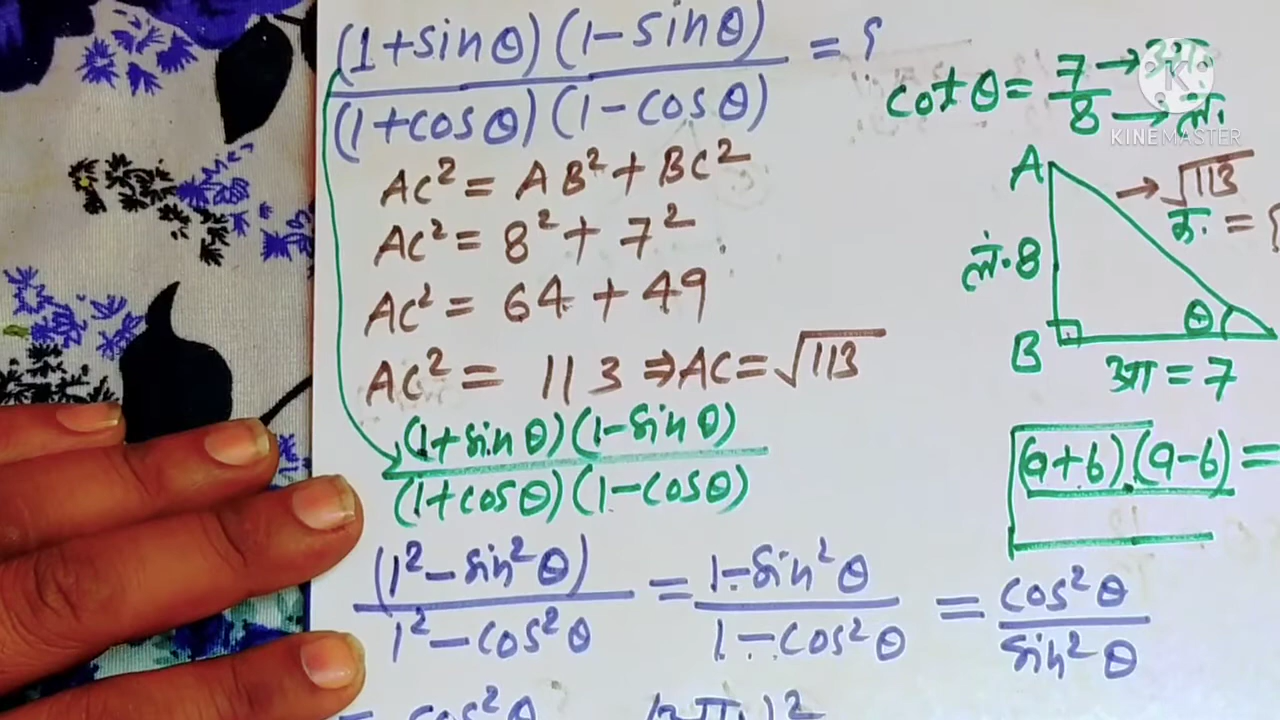 (1+sinθ)(1-sinθ) / (1+cosθ)(1-cosθ) = ?
cotθ = 7/8 → →लं.
KINEMASTER
AC² = AB² + BC²
AC² = 8² + 7²
AC² = 64 + 49
AC² = 113 ⇒ AC = √113
A
→ √113
क. = ?
लं. 8
θ
B
आ = 7
(1+sinθ)(1-sinθ) / (1+cosθ)(1-cosθ)
(a+b)(a-b) =
(1²-sin²θ) / 1²-cos²θ = 1-sin²θ / 1-cos²θ = cos²θ / sin²θ
= cos²θ